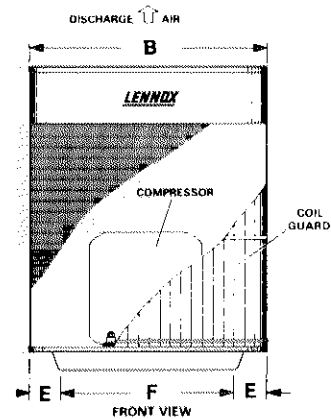 DISCHARGE AIR
B
LENNOX
COMPRESSOR
COIL
GUARD
E F E
FRONT VIEW